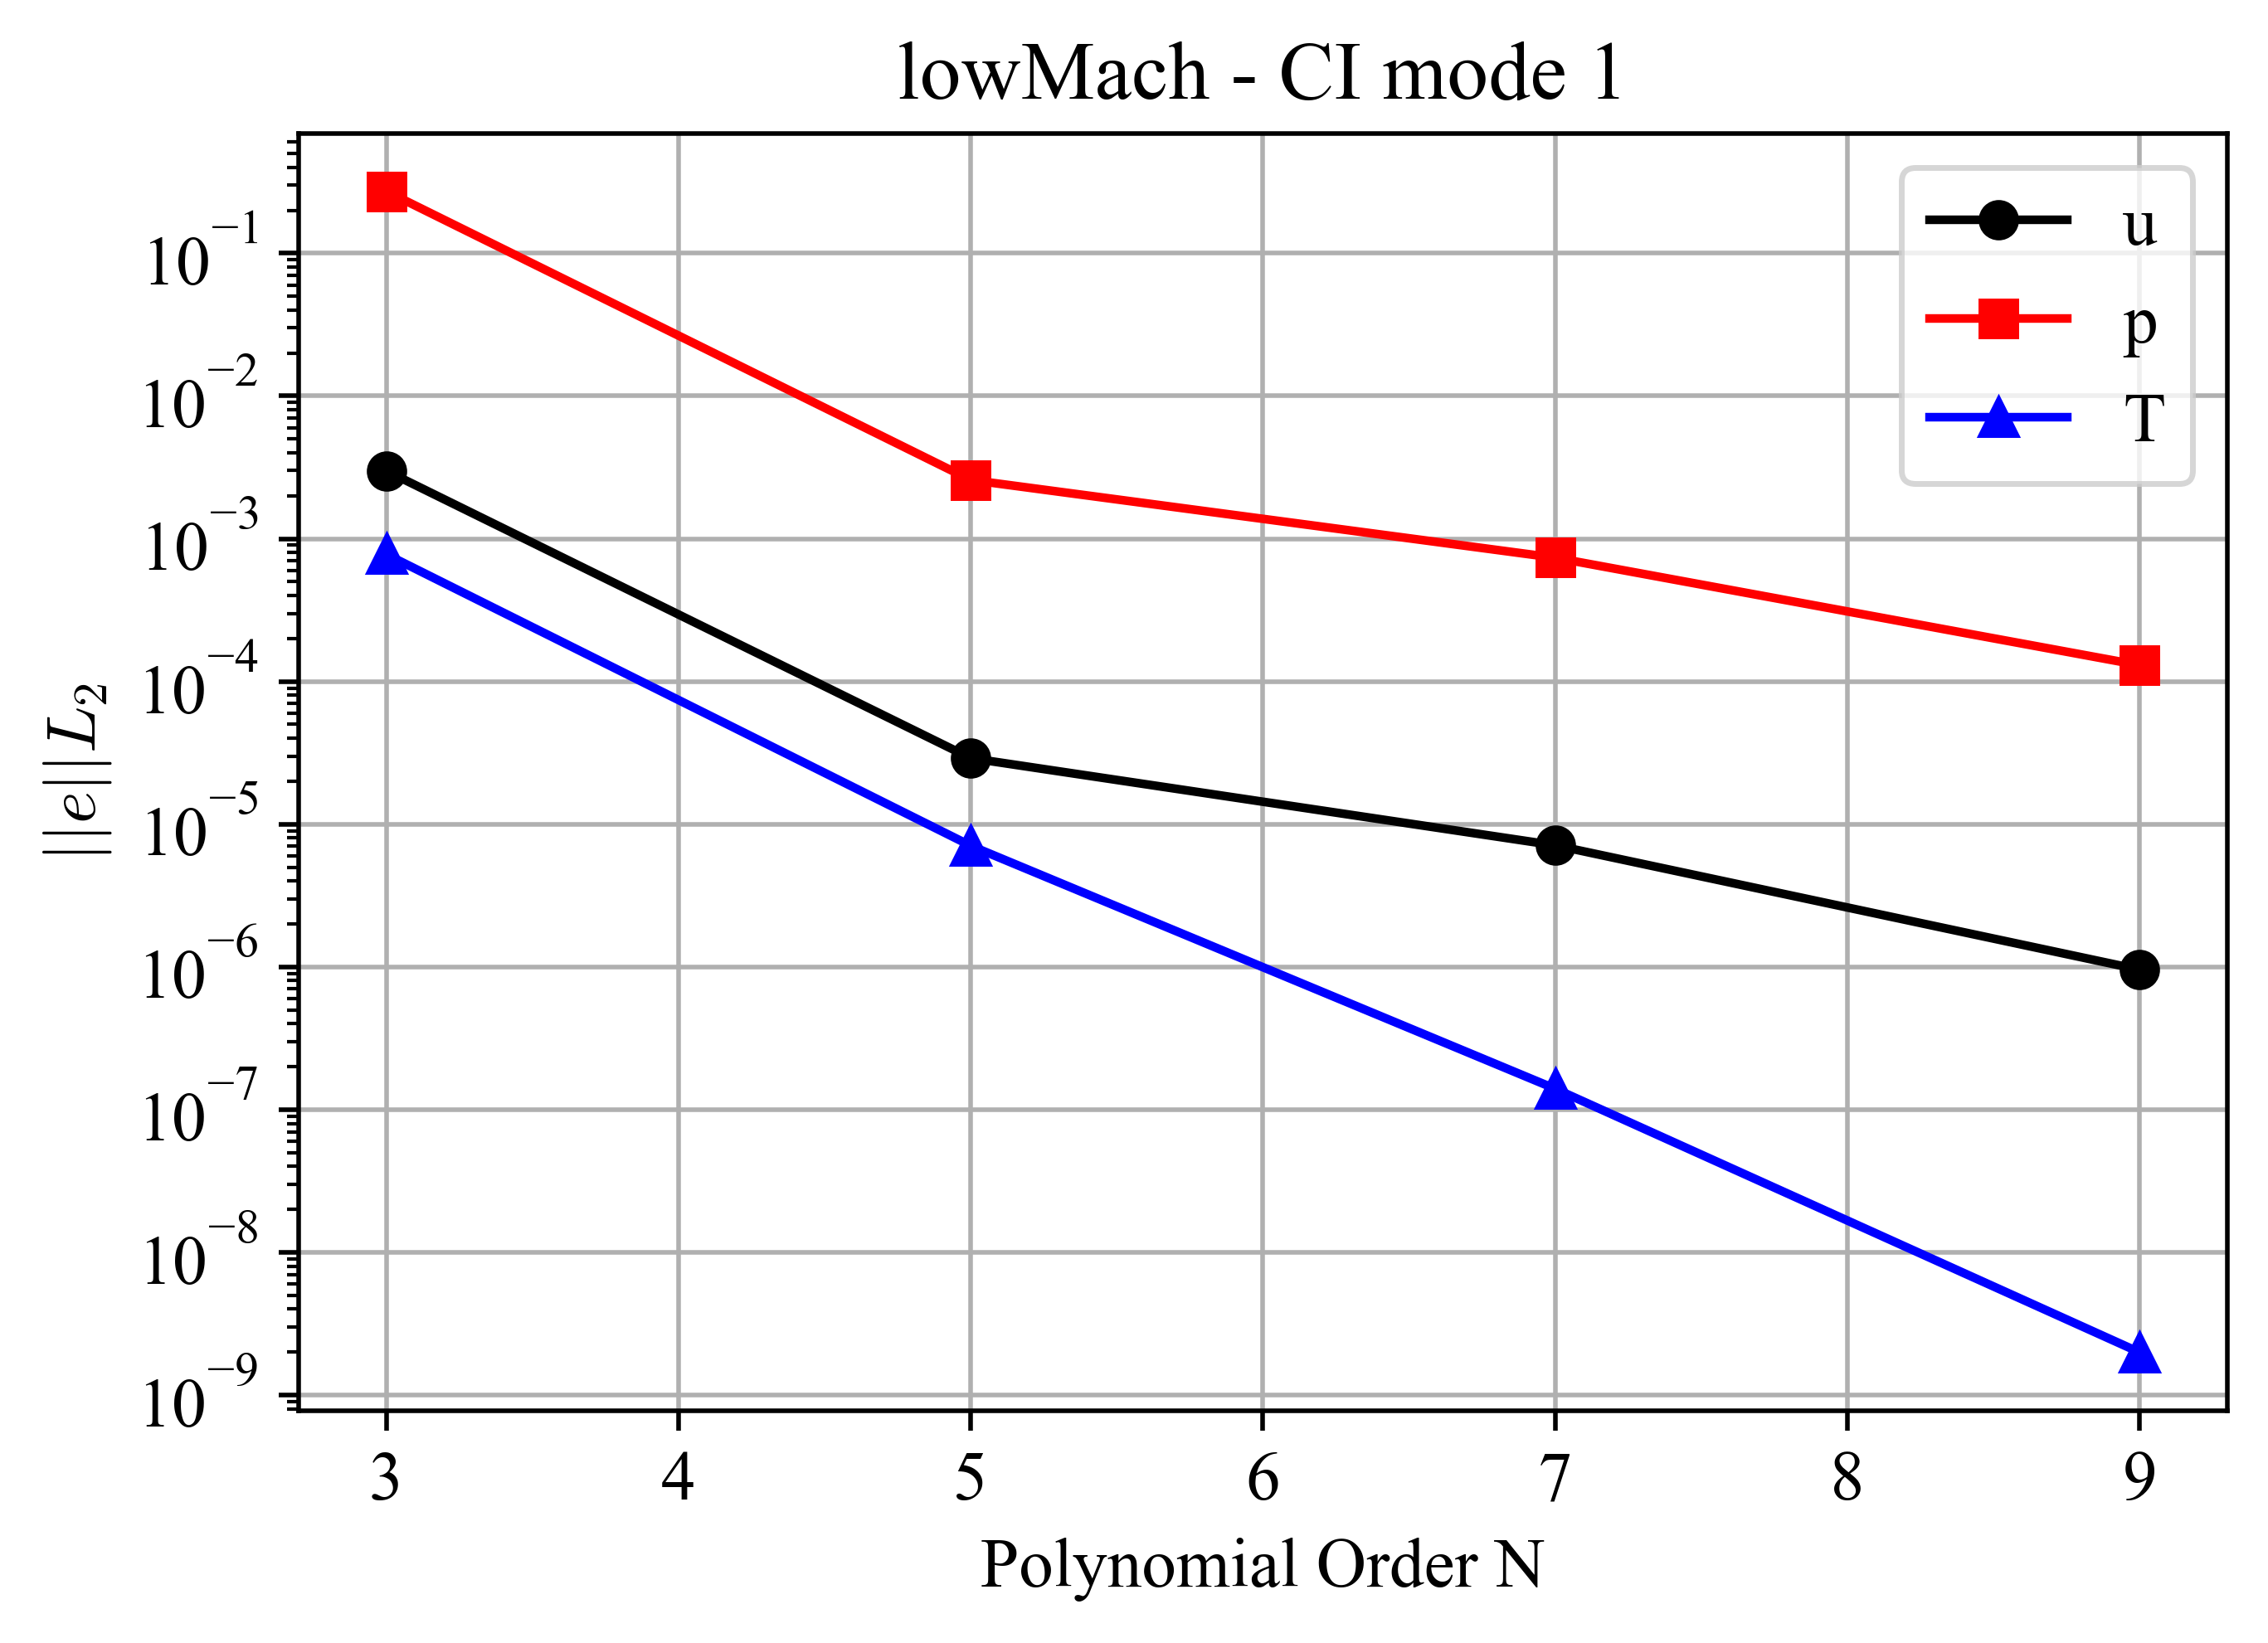 lowMach - CI mode 1
10⁻¹
10⁻²
10⁻³
10⁻⁴
10⁻⁵
10⁻⁶
10⁻⁷
10⁻⁸
10⁻⁹
||e||L₂
u
p
T
3 4 5 6 7 8 9
Polynomial Order N